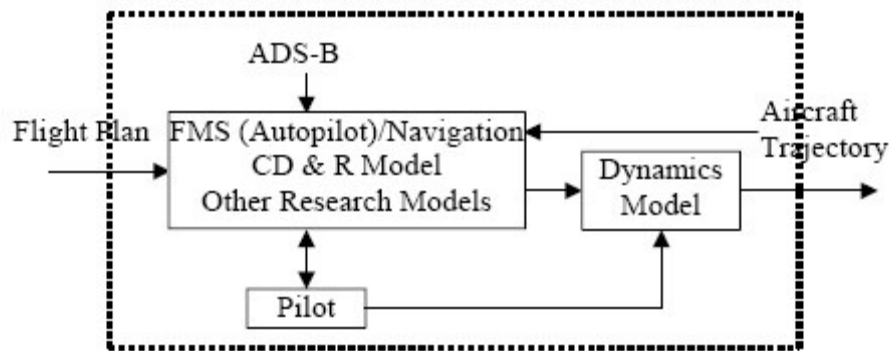 ADS-B
Flight Plan
FMS (Autopilot)/Navigation
CD & R Model
Other Research Models
Aircraft
Trajectory
Dynamics
Model
Pilot